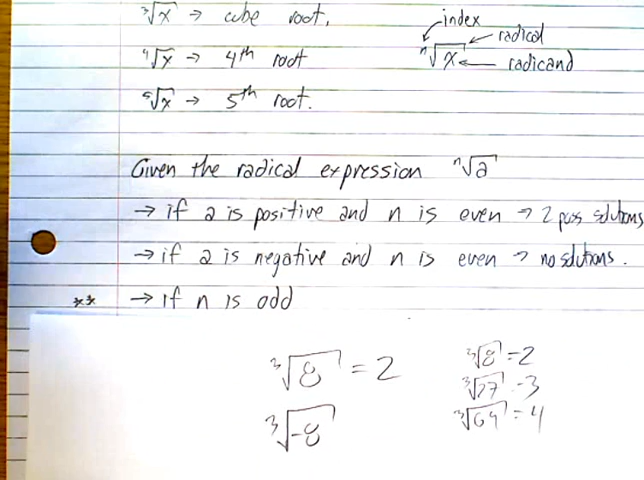 ∛x → cube root.
index
radical
∜x → 4th root
ⁿ√x ← radicand
⁵√x → 5th root.
Given the radical expression ⁿ√a
→ if a is positive and n is even → 2 pos solutions
→ if a is negative and n is even → no solutions.
** → if n is odd
∛8 = 2
∛8 = 2
∛27 = 3
∛-8
∛64 = 4